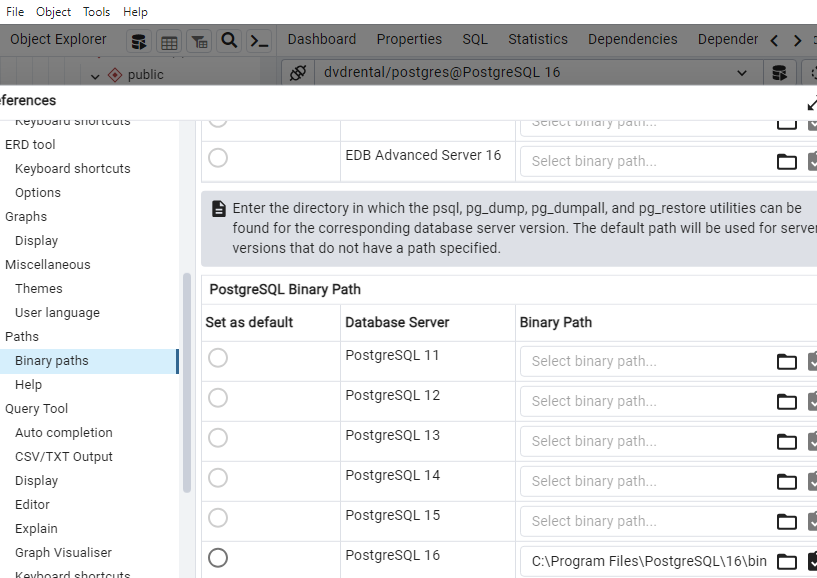 File Object Tools Help
Object Explorer Dashboard Properties SQL Statistics Dependencies Depender
public dvdrental/postgres@PostgreSQL 16
ferences
Keyboard shortcuts
Select binary path...
ERD tool
EDB Advanced Server 16 Select binary path...
Keyboard shortcuts
Options
Graphs
Display
Miscellaneous
Themes
User language
Paths
Binary paths
Help
Query Tool
Auto completion
CSV/TXT Output
Display
Editor
Explain
Graph Visualiser
Keyboard shortcuts
Enter the directory in which the psql, pg_dump, pg_dumpall, and pg_restore utilities can be
found for the corresponding database server version. The default path will be used for server
versions that do not have a path specified.
PostgreSQL Binary Path
Set as default Database Server Binary Path
PostgreSQL 11 Select binary path...
PostgreSQL 12 Select binary path...
PostgreSQL 13 Select binary path...
PostgreSQL 14 Select binary path...
PostgreSQL 15 Select binary path...
PostgreSQL 16 C:\Program Files\PostgreSQL\16\bin